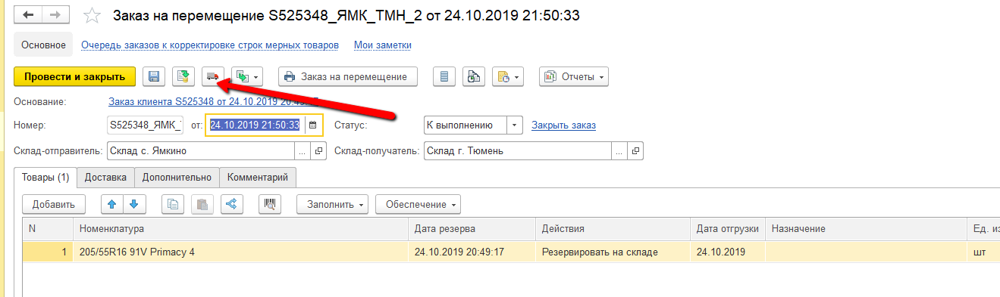 Заказ на перемещение S525348_ЯМК_ТМН_2 от 24.10.2019 21:50:33
Основное Очередь заказов к корректировке строк мерных товаров Мои заметки
Провести и закрыть Заказ на перемещение Отчеты
Основание: Заказ клиента S525348 от 24.10.2019
Номер: S525348_ЯМК_ от: 24.10.2019 21:50:33 Статус: К выполнению Закрыть заказ
Склад-отправитель: Склад с. Ямкино ... Склад-получатель: Склад г. Тюмень ...
Товары (1) Доставка Дополнительно Комментарий
Добавить Заполнить Обеспечение
N Номенклатура Дата резерва Действия Дата отгрузки Назначение Ед. из
1 205/55R16 91V Primacy 4 24.10.2019 20:49:17 Резервировать на складе 24.10.2019 шт